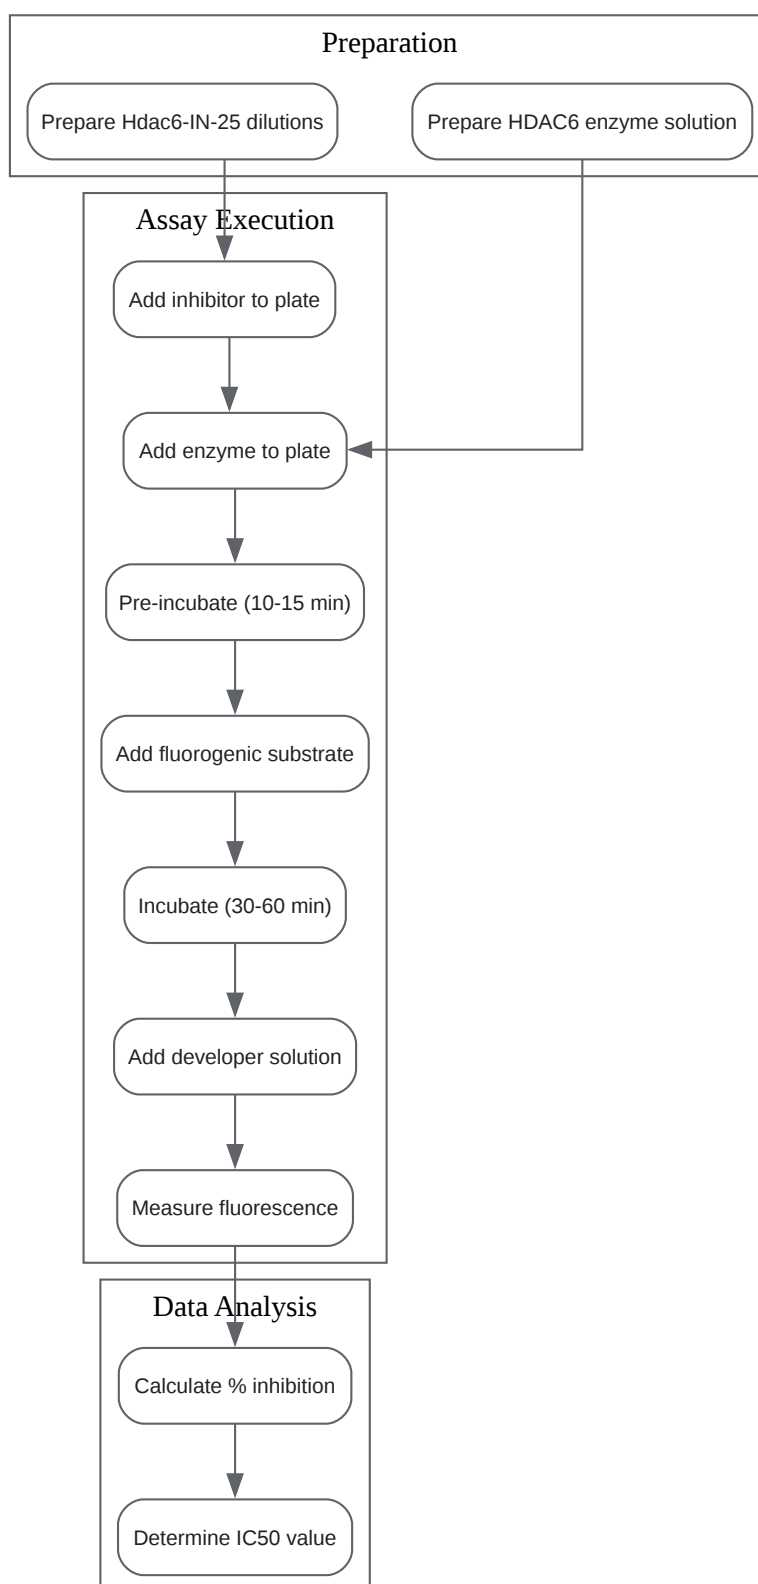 Preparation
Prepare Hdac6-IN-25 dilutions
Prepare HDAC6 enzyme solution
Assay Execution
Add inhibitor to plate
Add enzyme to plate
Pre-incubate (10-15 min)
Add fluorogenic substrate
Incubate (30-60 min)
Add developer solution
Measure fluorescence
Data Analysis
Calculate % inhibition
Determine IC50 value